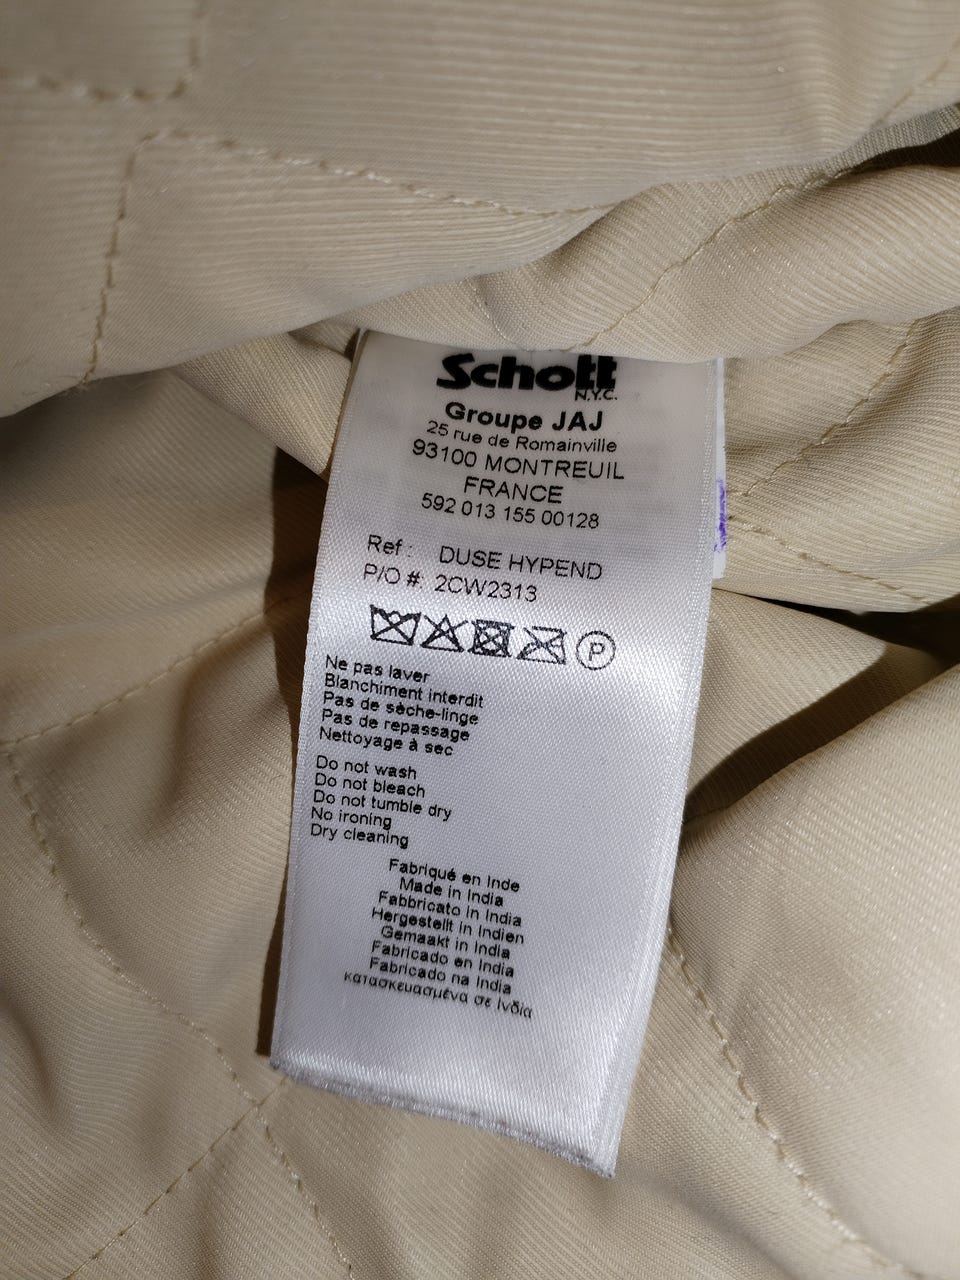 Schott
N.Y.C.
Groupe JAJ
25 rue de Romainville
93100 MONTREUIL
FRANCE
592 013 155 00128
Ref : DUSE HYPEND
P/O #: 2CW2313
P
Ne pas laver
Blanchiment interdit
Pas de sèche-linge
Pas de repassage
Nettoyage à sec
Do not wash
Do not bleach
Do not tumble dry
No ironing
Dry cleaning
Fabriqué en Inde
Made in India
Fabbricato in India
Hergestellt in Indien
Gemaakt in India
Fabricado en India
Fabricado na India
κατασκευασμένα σε Ινδία